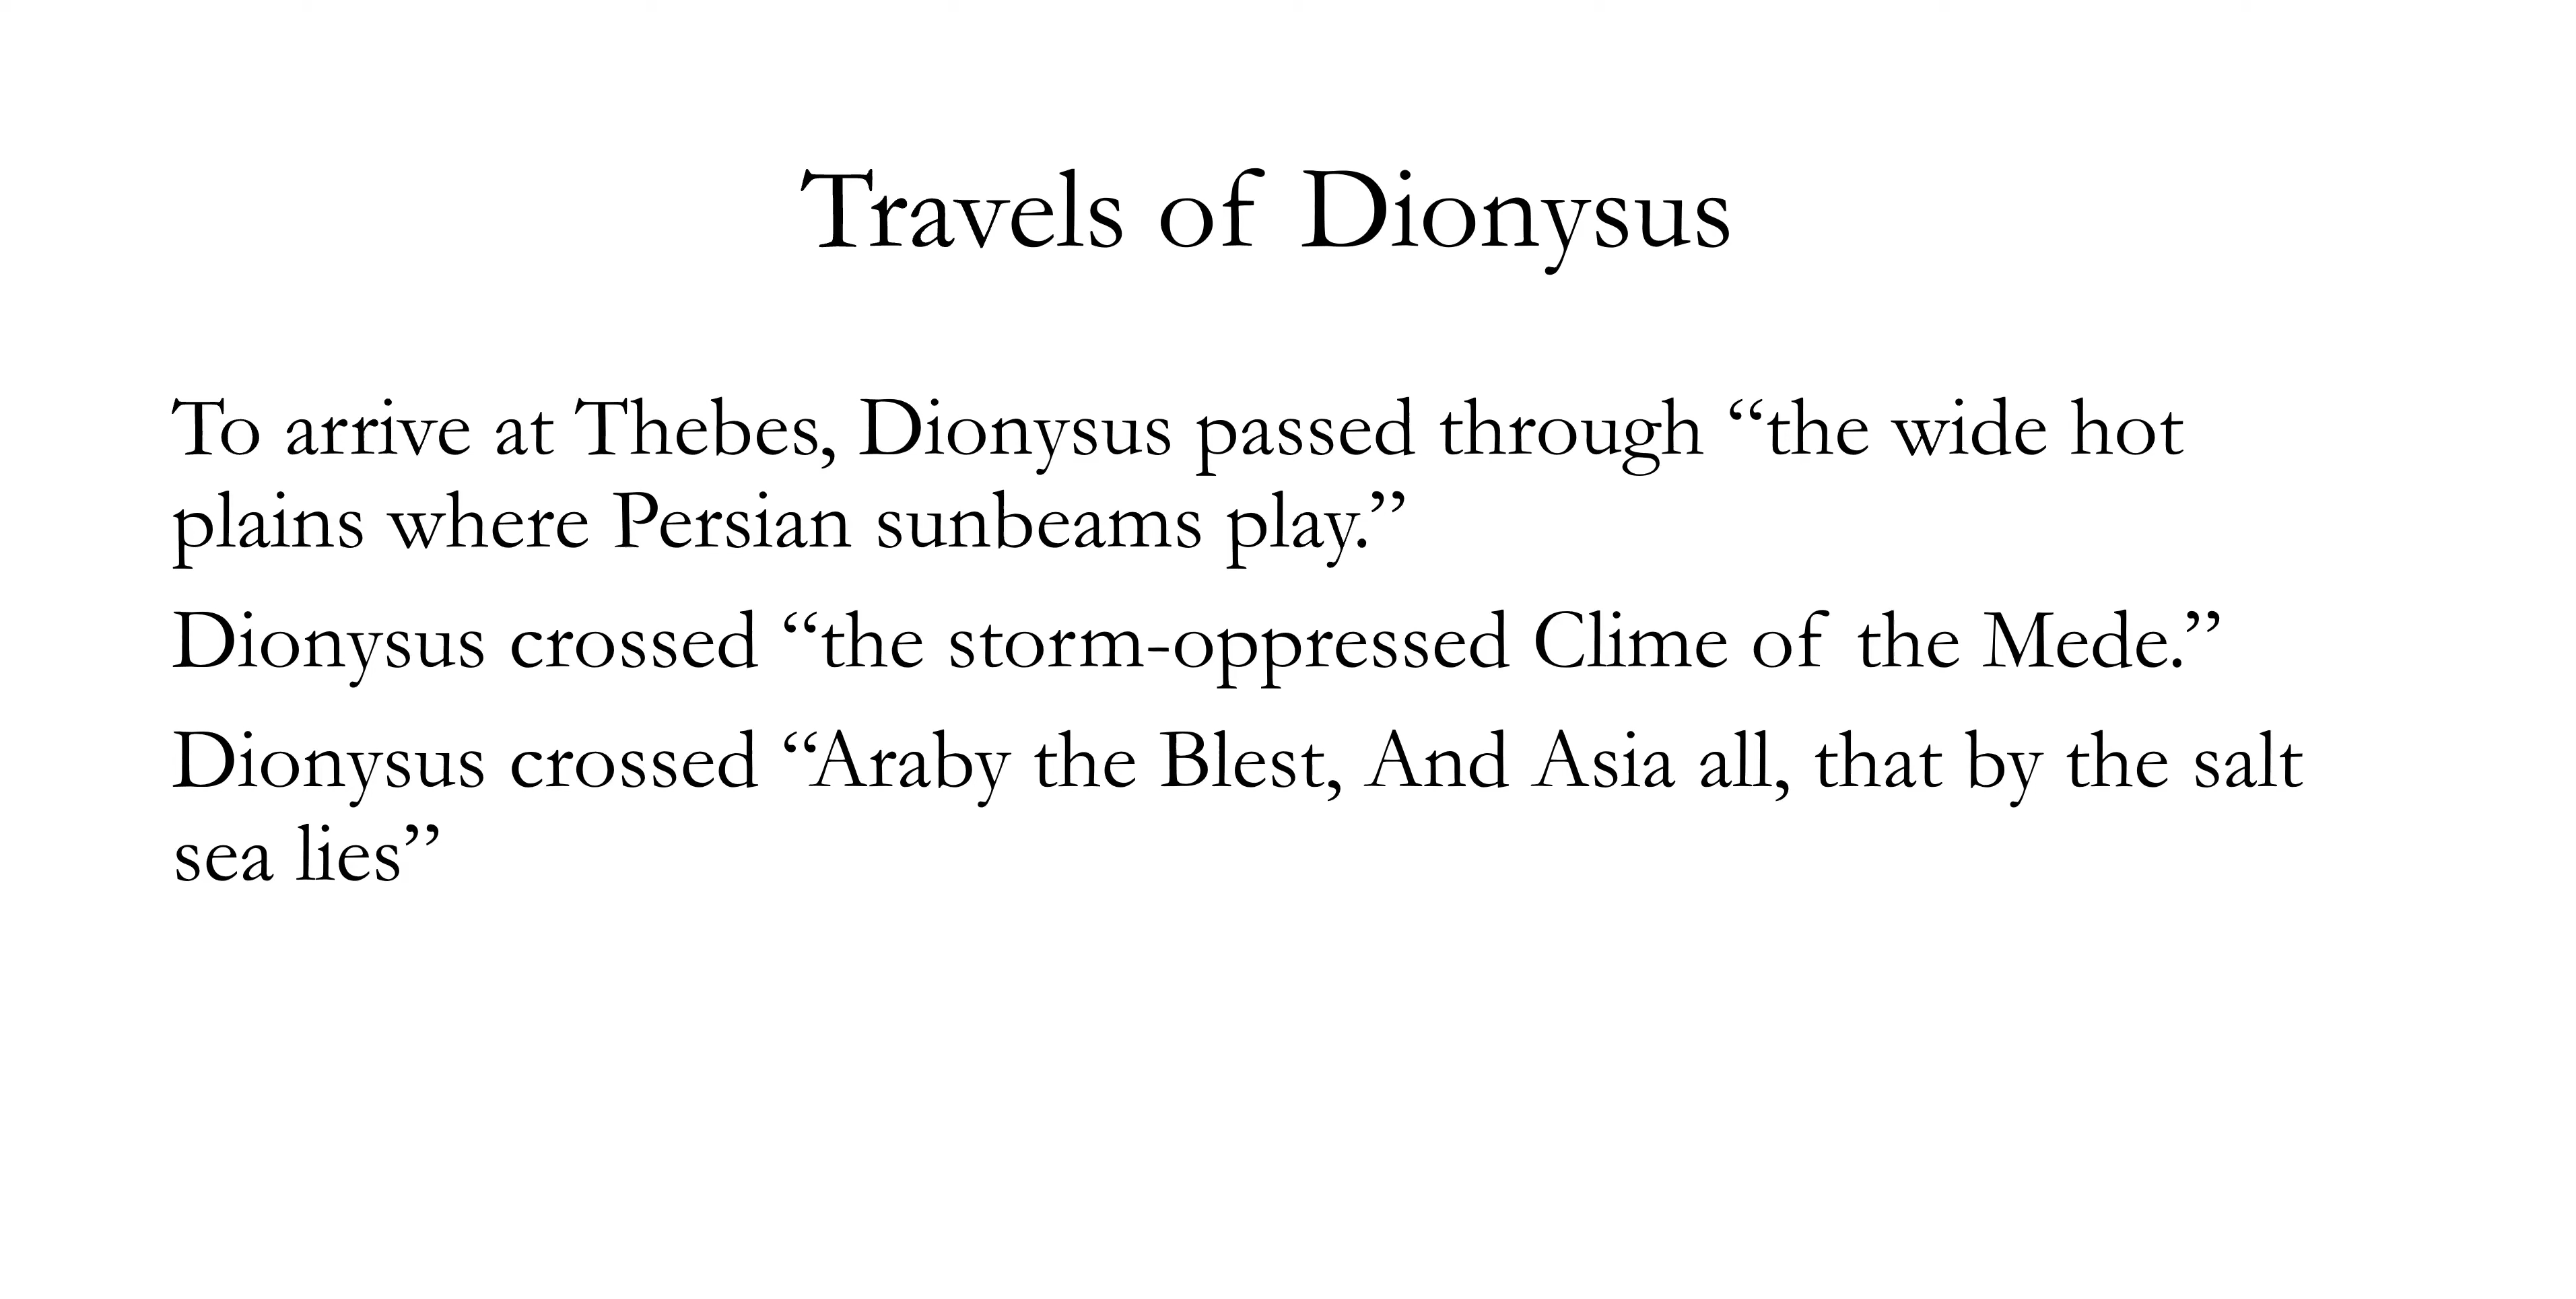 Travels of Dionysus
To arrive at Thebes, Dionysus passed through “the wide hot
plains where Persian sunbeams play.”
Dionysus crossed “the storm-oppressed Clime of the Mede.”
Dionysus crossed “Araby the Blest, And Asia all, that by the salt
sea lies”